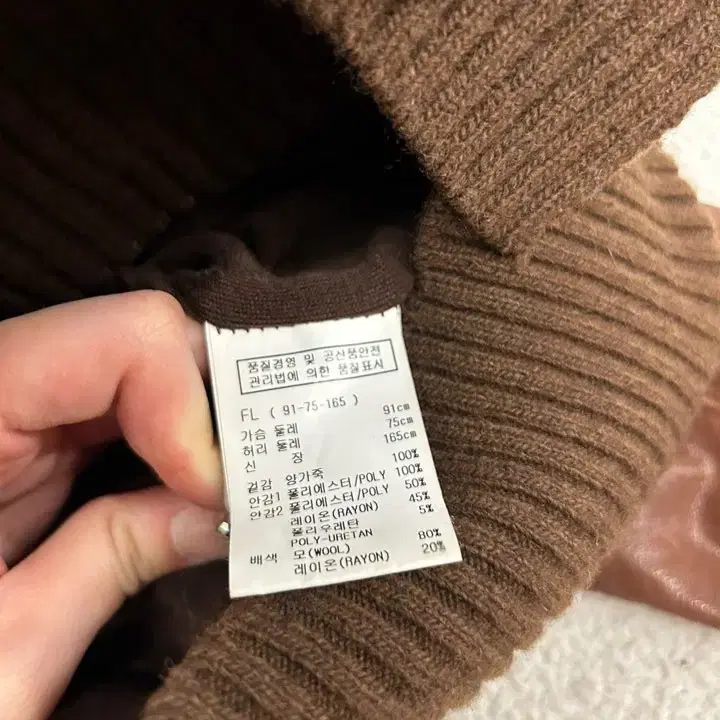 품질경영 및 공산품안전
관리법에 의한 품질표시
FL ( 91-75-165 )
가슴 둘레 91cm
허리 둘레 75cm
신 장 165cm
겉감 양가죽 100%
안감1 폴리에스터/POLY 100%
안감2 폴리에스터/POLY 50%
레이온(RAYON) 45%
폴리우레탄 5%
POLY-URETAN
배색 모(WOOL) 80%
레이온(RAYON) 20%